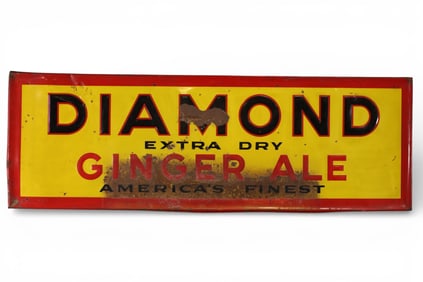 DIAMOND
EXTRA DRY
GINGER ALE
AMERICA'S FINEST